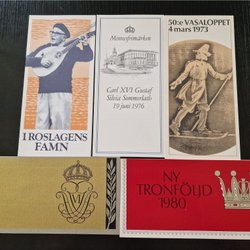 I ROSLAGENS
FAMN
Minnesfrimärken
Carl XVI Gustaf
Silvia Sommerlath
19 juni 1976
50:e VASALOPPET
4 mars 1973
NY
TRONFÖLJD
1980